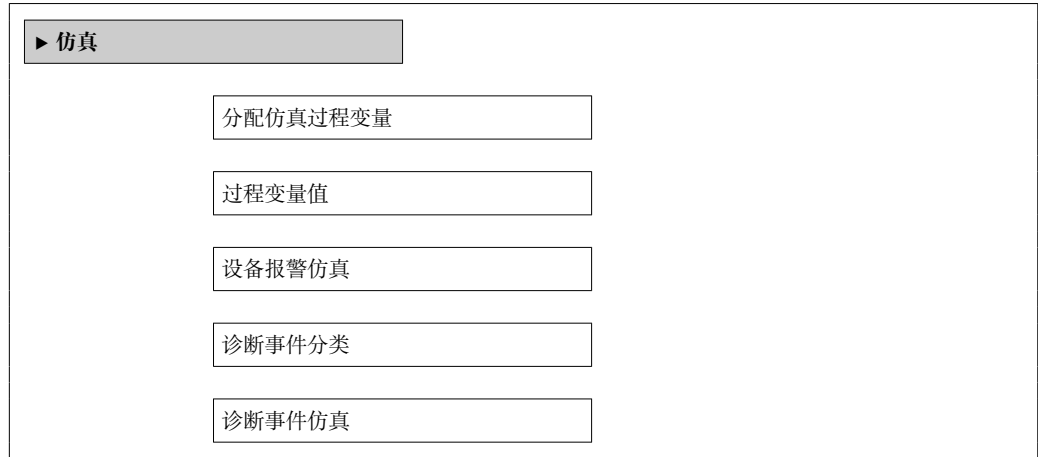 ▶ 仿真
分配仿真过程变量
过程变量值
设备报警仿真
诊断事件分类
诊断事件仿真